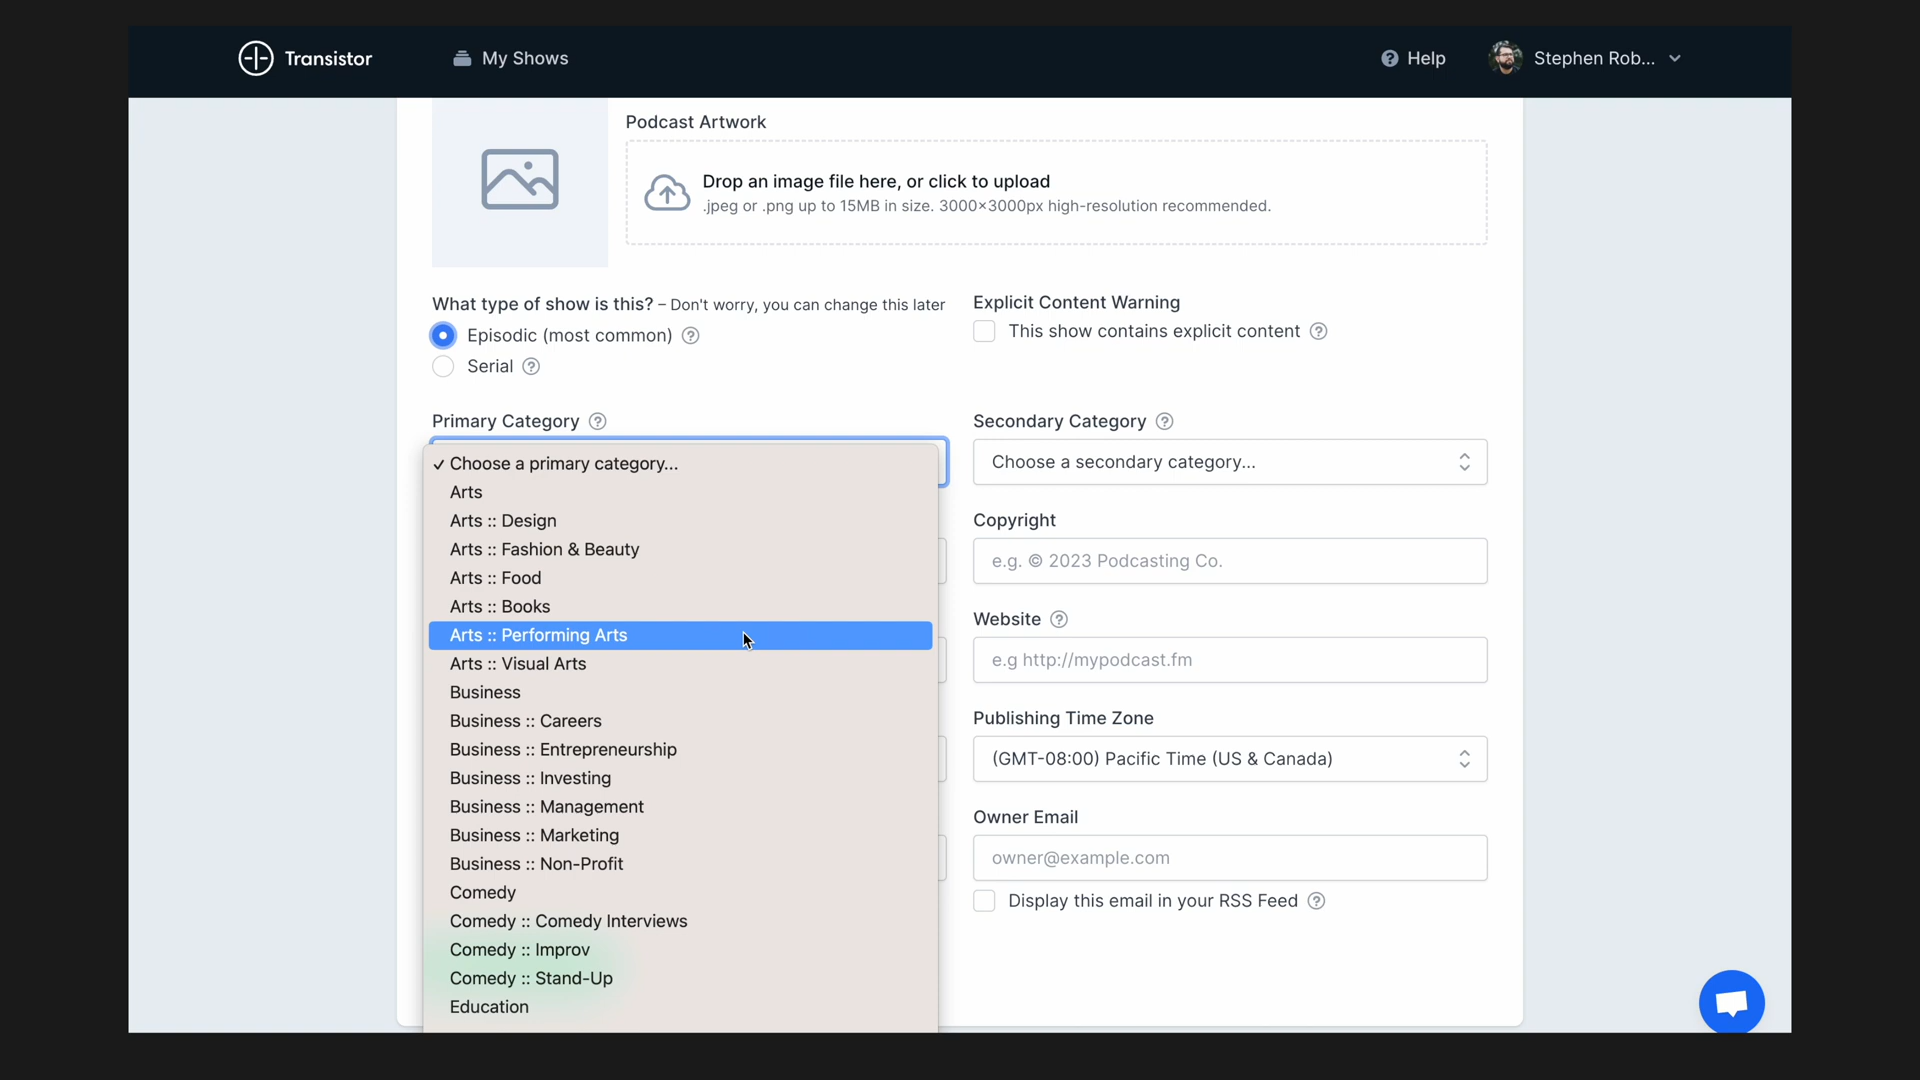 Transistor
My Shows
Help
Stephen Rob...
Podcast Artwork
Drop an image file here, or click to upload
.jpeg or .png up to 15MB in size. 3000×3000px high-resolution recommended.
What type of show is this? – Don't worry, you can change this later
Episodic (most common)
Serial
Explicit Content Warning
This show contains explicit content
Primary Category
✓ Choose a primary category...
Arts
Arts :: Design
Arts :: Fashion & Beauty
Arts :: Food
Arts :: Books
Arts :: Performing Arts
Arts :: Visual Arts
Business
Business :: Careers
Business :: Entrepreneurship
Business :: Investing
Business :: Management
Business :: Marketing
Business :: Non-Profit
Comedy
Comedy :: Comedy Interviews
Comedy :: Improv
Comedy :: Stand-Up
Education
Secondary Category
Choose a secondary category...
Copyright
e.g. © 2023 Podcasting Co.
Website
e.g http://mypodcast.fm
Publishing Time Zone
(GMT-08:00) Pacific Time (US & Canada)
Owner Email
owner@example.com
Display this email in your RSS Feed